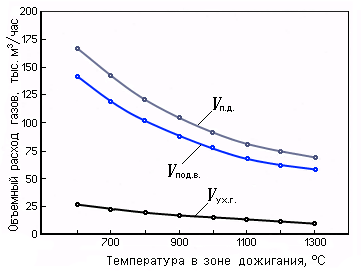 Объемный расход газов, тыс. м³/час
200
175
150
125
100
75
50
25
0
Vп.д.
Vпод.в.
Vух.г.
700 900 1100 1300
Температура в зоне дожигания, ºС